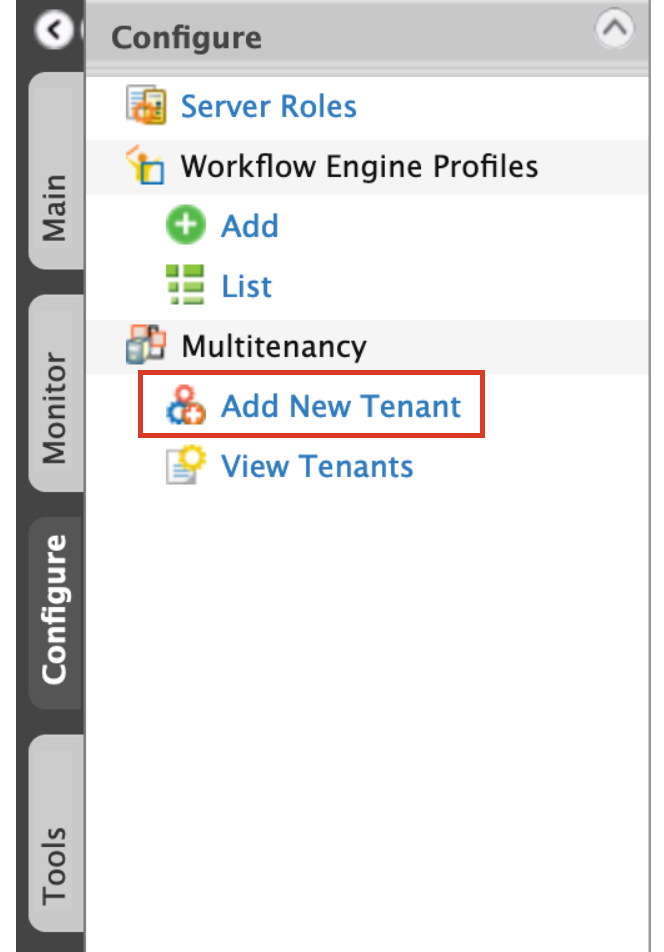 Configure
Server Roles
Workflow Engine Profiles
Add
List
Multitenancy
Add New Tenant
View Tenants
Main
Monitor
Configure
Tools